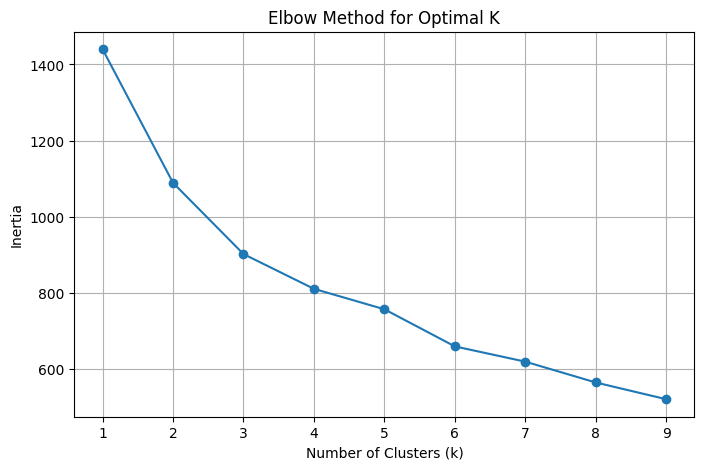 Elbow Method for Optimal K
1400
1200
1000
800
600
Inertia
1 2 3 4 5 6 7 8 9
Number of Clusters (k)